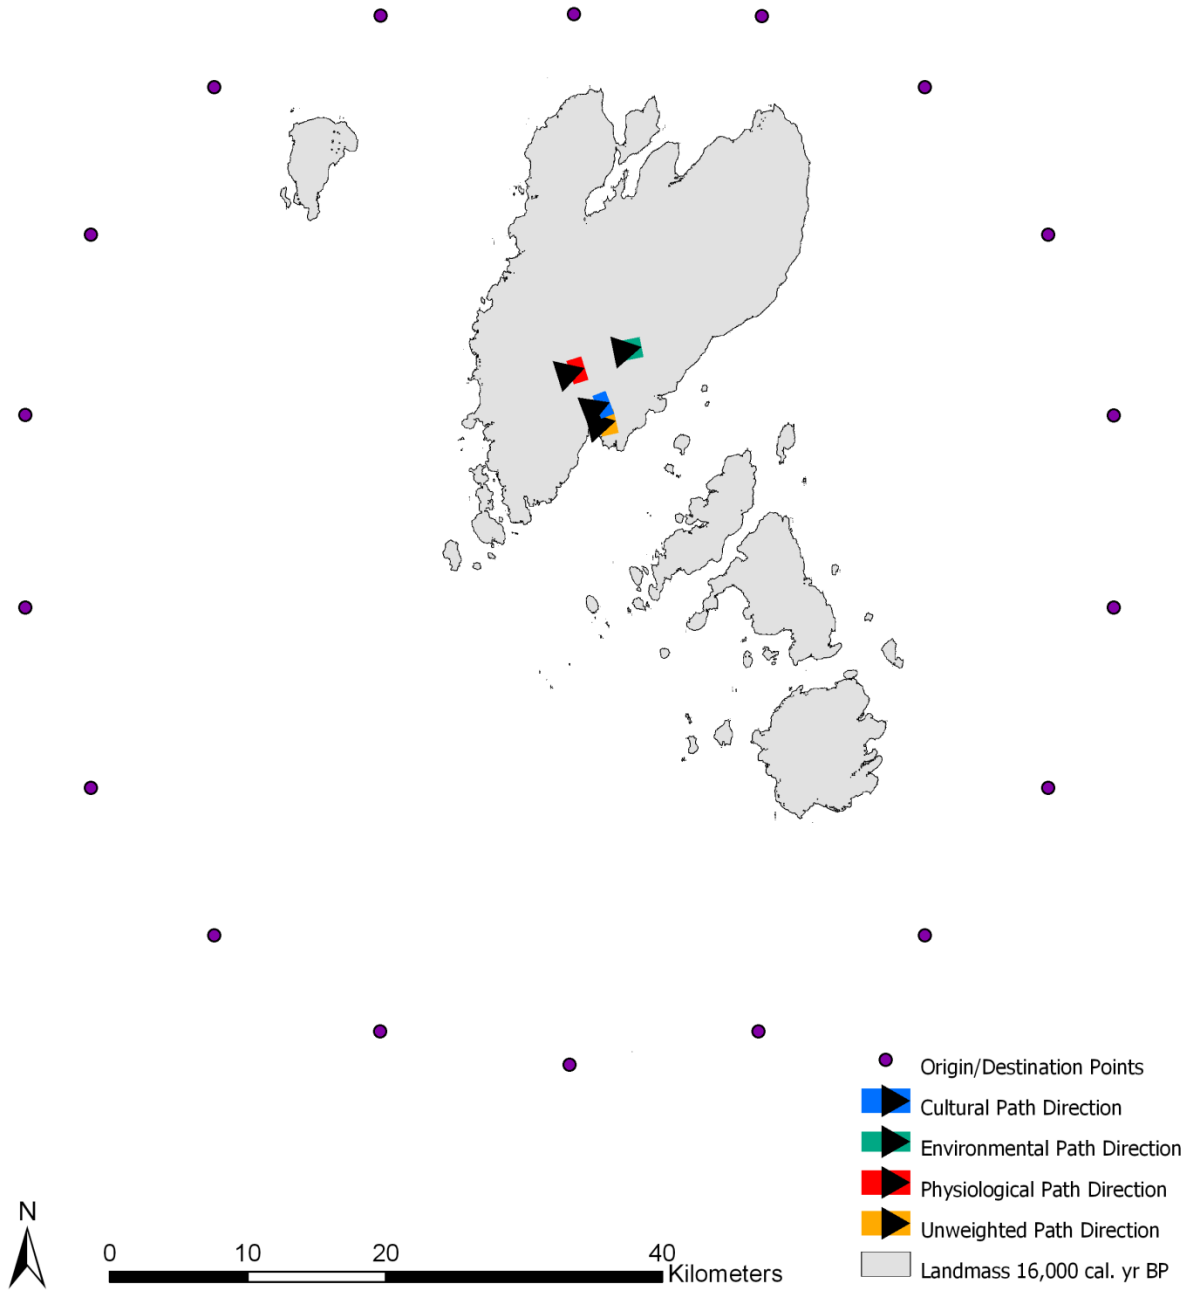 Origin/Destination Points
Cultural Path Direction
Environmental Path Direction
Physiological Path Direction
Unweighted Path Direction
Landmass 16,000 cal. yr BP
N
0 10 20 40
Kilometers